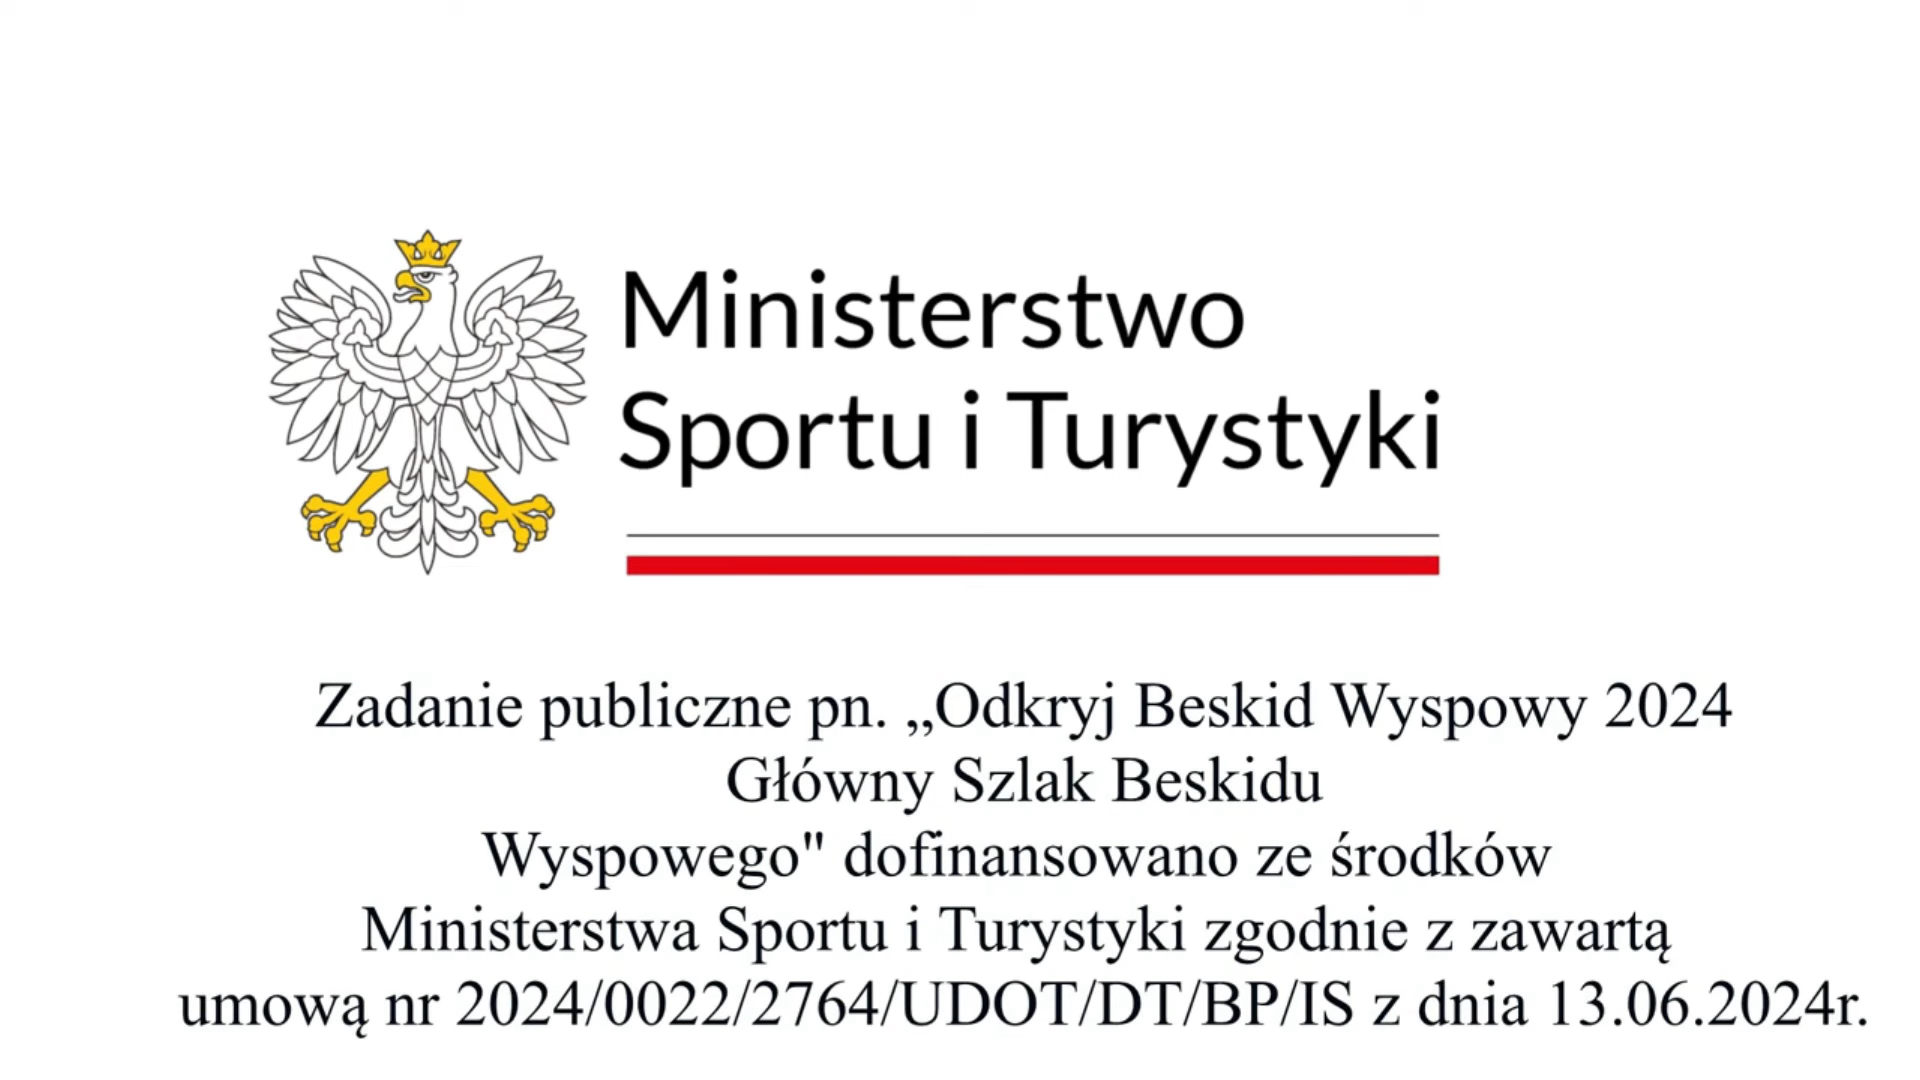 Ministerstwo
Sportu i Turystyki
Zadanie publiczne pn. „Odkryj Beskid Wyspowy 2024
Główny Szlak Beskidu
Wyspowego" dofinansowano ze środków
Ministerstwa Sportu i Turystyki zgodnie z zawartą
umową nr 2024/0022/2764/UDOT/DT/BP/IS z dnia 13.06.2024r.